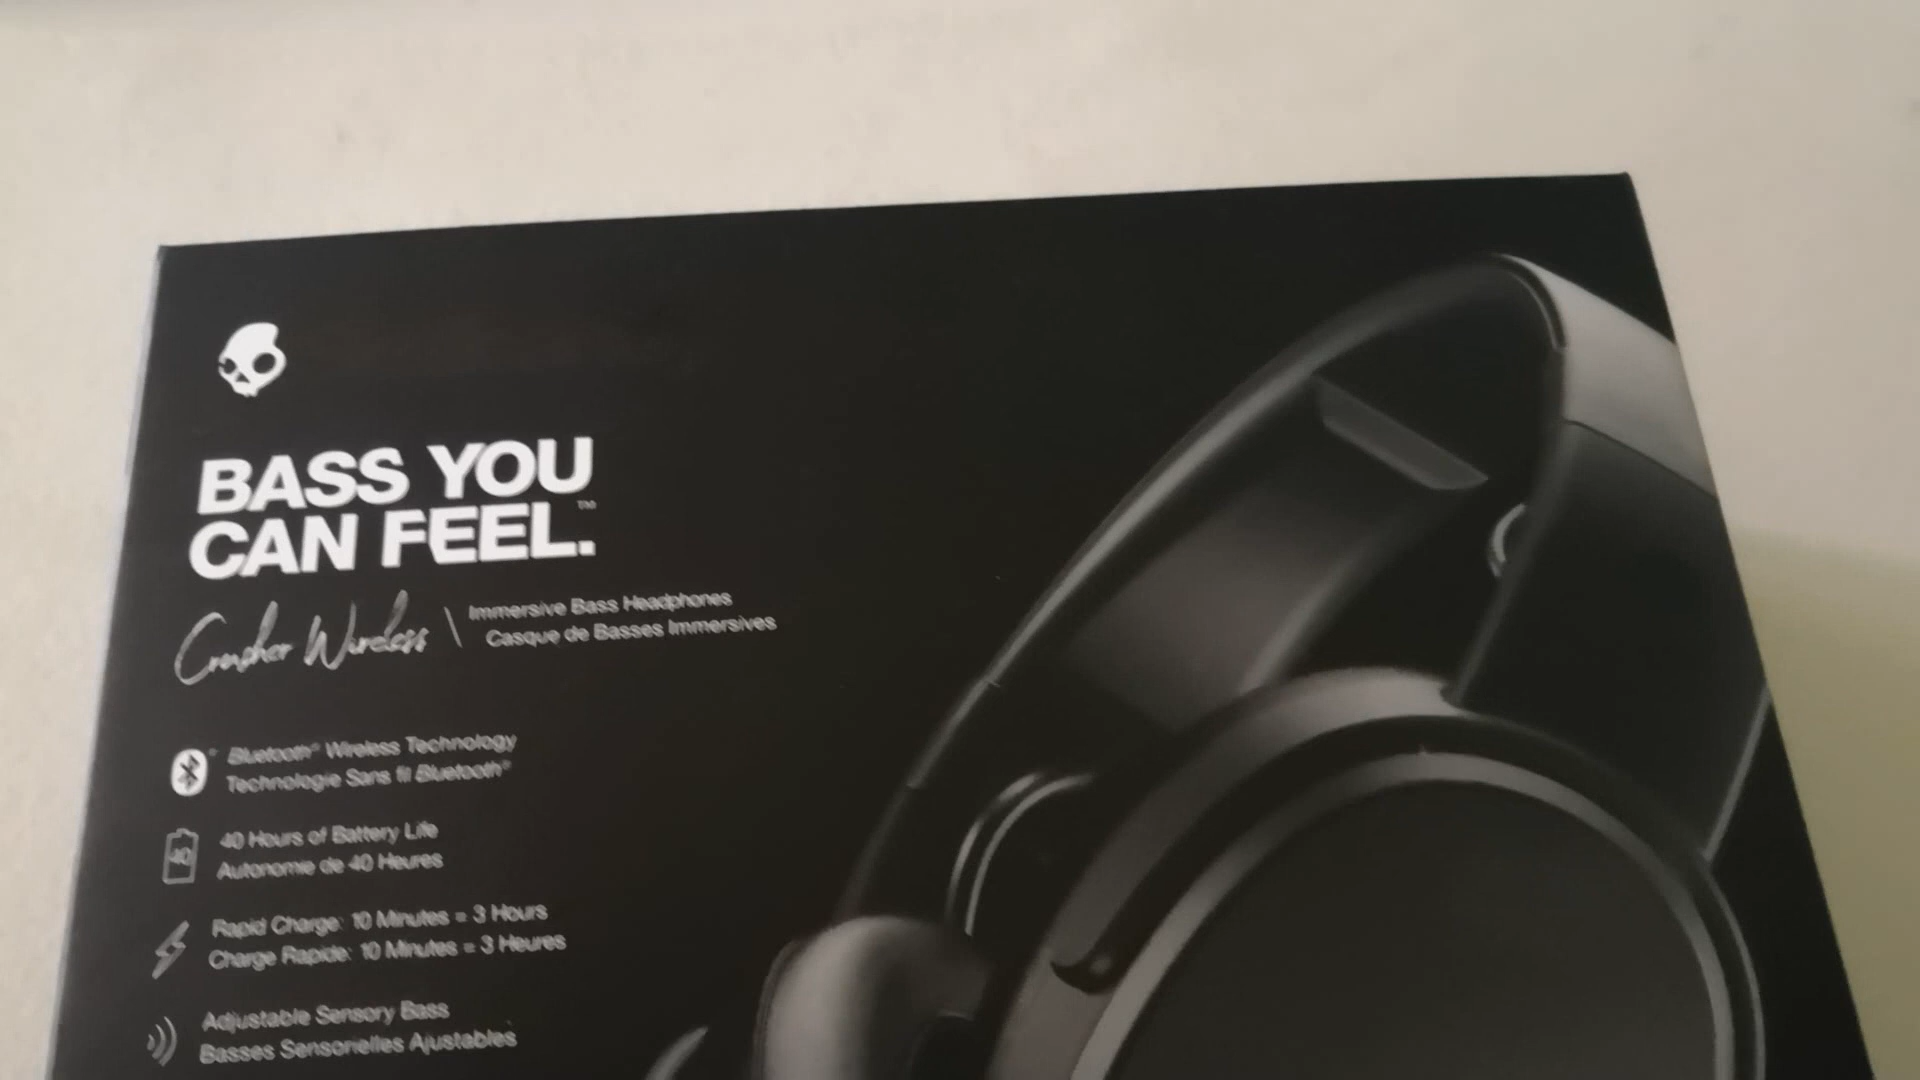 BASS YOU
CAN FEEL.™
Crusher Wireless \ Immersive Bass Headphones
Casque de Basses Immersives
Bluetooth® Wireless Technology
Technologie Sans fil Bluetooth®
40
40 Hours of Battery Life
Autonomie de 40 Heures
Rapid Charge: 10 Minutes = 3 Hours
Charge Rapide: 10 Minutes = 3 Heures
Adjustable Sensory Bass
Basses Sensorielles Ajustables